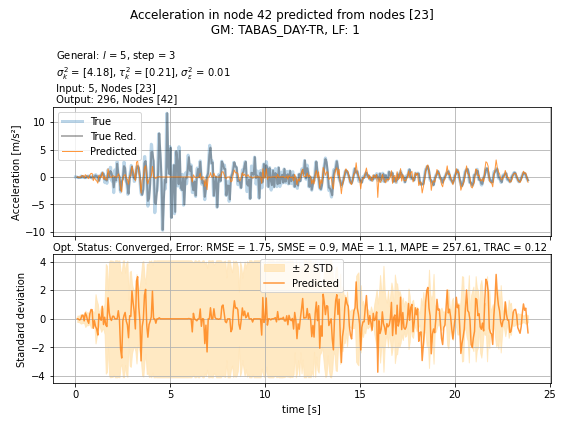 Acceleration in node 42 predicted from nodes [23]
GM: TABAS_DAY-TR, LF: 1
General: l = 5, step = 3
σ²ₖ = [4.18], τ²ₖ = [0.21], σ²ε = 0.01
Input: 5, Nodes [23]
Output: 296, Nodes [42]
Acceleration [m/s²]
10
5
0
−5
−10
True
True Red.
Predicted
Opt. Status: Converged, Error: RMSE = 1.75, SMSE = 0.9, MAE = 1.1, MAPE = 257.61, TRAC = 0.12
Standard deviation
4
2
0
−2
−4
± 2 STD
Predicted
0 5 10 15 20 25
time [s]